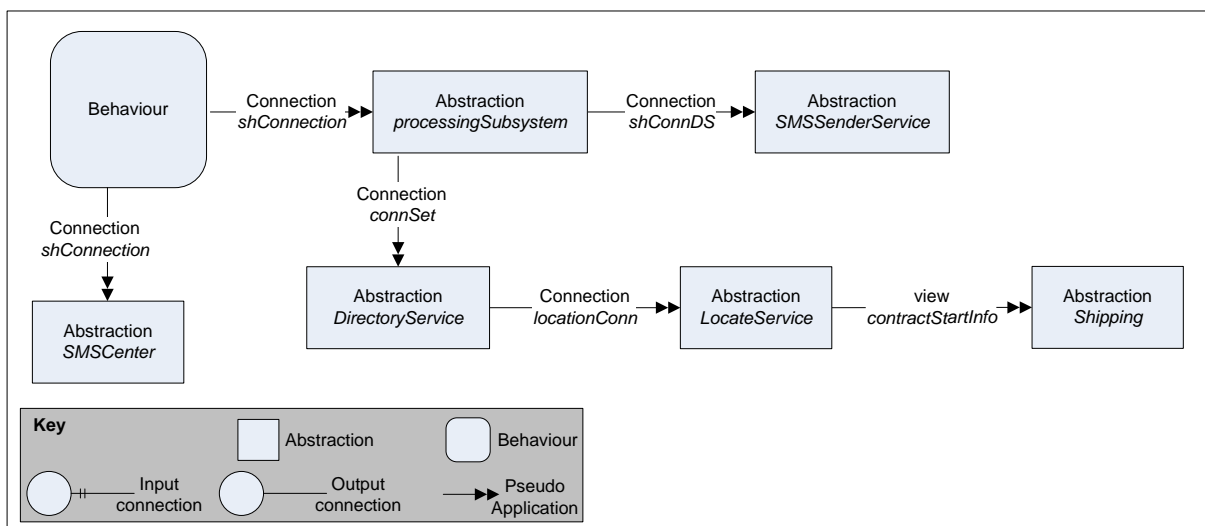 Behaviour
Connection
shConnection
Abstraction
processingSubsystem
Connection
shConnDS
Abstraction
SMSSenderService
Connection
connSet
Connection
shConnection
Abstraction
DirectoryService
Connection
locationConn
Abstraction
LocateService
view
contractStartInfo
Abstraction
Shipping
Abstraction
SMSCenter
Key
Abstraction
Behaviour
Input
connection
Output
connection
Pseudo
Application